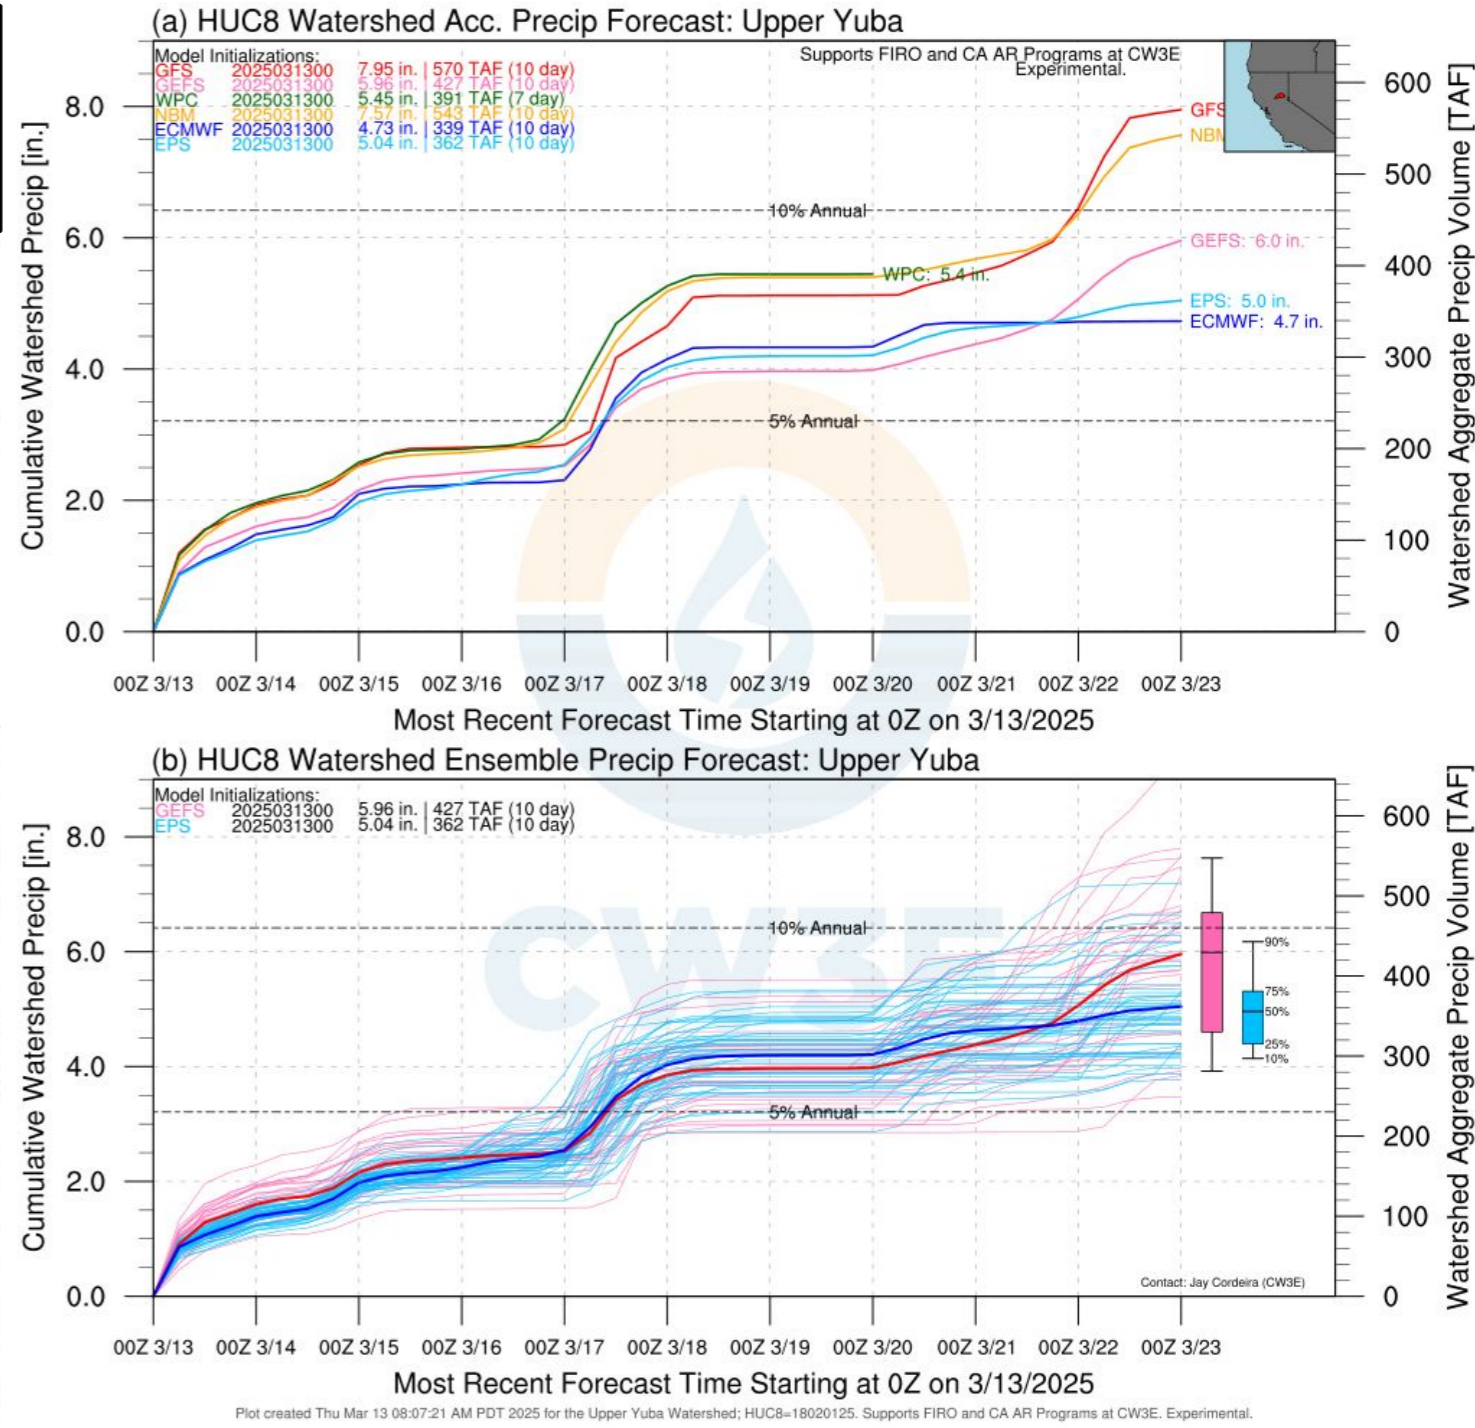 (a) HUC8 Watershed Acc. Precip Forecast: Upper Yuba
Model Initializations:
GFS 2025031300 7.95 in. | 570 TAF (10 day)
GEFS 2025031300 5.96 in. | 427 TAF (10 day)
WPC 2025031300 5.45 in. | 391 TAF (7 day)
NBM 2025031300 7.57 in. | 543 TAF (10 day)
ECMWF 2025031300 4.73 in. | 339 TAF (10 day)
EPS 2025031300 5.04 in. | 362 TAF (10 day)
Supports FIRO and CA AR Programs at CW3E
Experimental.
Cumulative Watershed Precip [in.]
8.0
6.0
4.0
2.0
0.0
Watershed Aggregate Precip Volume [TAF]
600
500
400
300
200
100
0
GFS
NBM
10% Annual
GEFS: 6.0 in.
WPC: 5.4 in.
EPS: 5.0 in.
ECMWF: 4.7 in.
5% Annual
00Z 3/13 00Z 3/14 00Z 3/15 00Z 3/16 00Z 3/17 00Z 3/18 00Z 3/19 00Z 3/20 00Z 3/21 00Z 3/22 00Z 3/23
Most Recent Forecast Time Starting at 0Z on 3/13/2025
(b) HUC8 Watershed Ensemble Precip Forecast: Upper Yuba
Model Initializations:
GEFS 2025031300 5.96 in. | 427 TAF (10 day)
EPS 2025031300 5.04 in. | 362 TAF (10 day)
Cumulative Watershed Precip [in.]
8.0
6.0
4.0
2.0
0.0
Watershed Aggregate Precip Volume [TAF]
600
500
400
300
200
100
0
CW3E
10% Annual
90%
75%
50%
25%
10%
5% Annual
Contact: Jay Cordeira (CW3E)
00Z 3/13 00Z 3/14 00Z 3/15 00Z 3/16 00Z 3/17 00Z 3/18 00Z 3/19 00Z 3/20 00Z 3/21 00Z 3/22 00Z 3/23
Most Recent Forecast Time Starting at 0Z on 3/13/2025
Plot created Thu Mar 13 08:07:21 AM PDT 2025 for the Upper Yuba Watershed; HUC8=18020125. Supports FIRO and CA AR Programs at CW3E. Experimental.